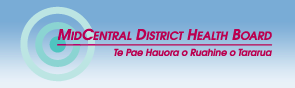 MIDCENTRAL DISTRICT HEALTH BOARD
Te Pae Hauora o Ruahine o Tararua